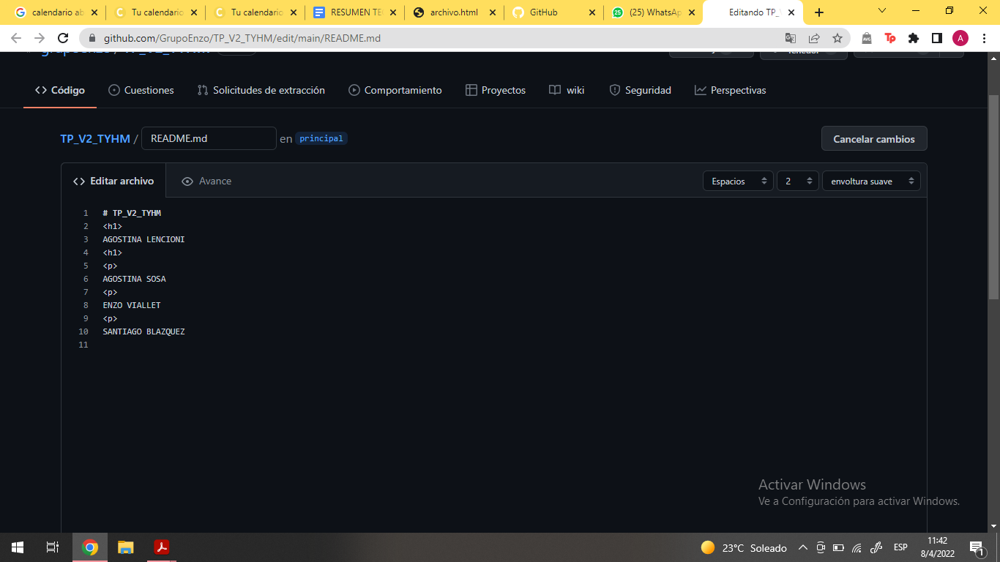 calendario ab
Tu calendario
Tu calendario
RESUMEN TE
archivo.html
GitHub
(25) WhatsAp
Editando TP_
github.com/GrupoEnzo/TP_V2_TYHM/edit/main/README.md
Código
Cuestiones
Solicitudes de extracción
Comportamiento
Proyectos
wiki
Seguridad
Perspectivas
TP_V2_TYHM / README.md en principal
Cancelar cambios
Editar archivo
Avance
Espacios
2
envoltura suave
1 # TP_V2_TYHM
2 <h1>
3 AGOSTINA LENCIONI
4 <h1>
5 <p>
6 AGOSTINA SOSA
7 <p>
8 ENZO VIALLET
9 <p>
10 SANTIAGO BLAZQUEZ
11
Activar Windows
Ve a Configuración para activar Windows.
23°C Soleado
ESP
11:42
8/4/2022
1